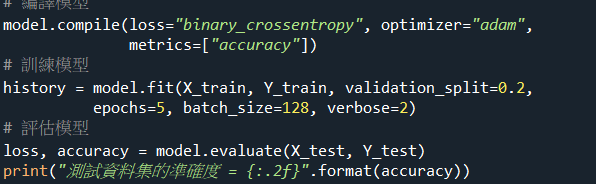 # 編譯模型
model.compile(loss="binary_crossentropy", optimizer="adam",
              metrics=["accuracy"])
# 訓練模型
history = model.fit(X_train, Y_train, validation_split=0.2,
          epochs=5, batch_size=128, verbose=2)
# 評估模型
loss, accuracy = model.evaluate(X_test, Y_test)
print("測試資料集的準確度 = {:.2f}".format(accuracy))